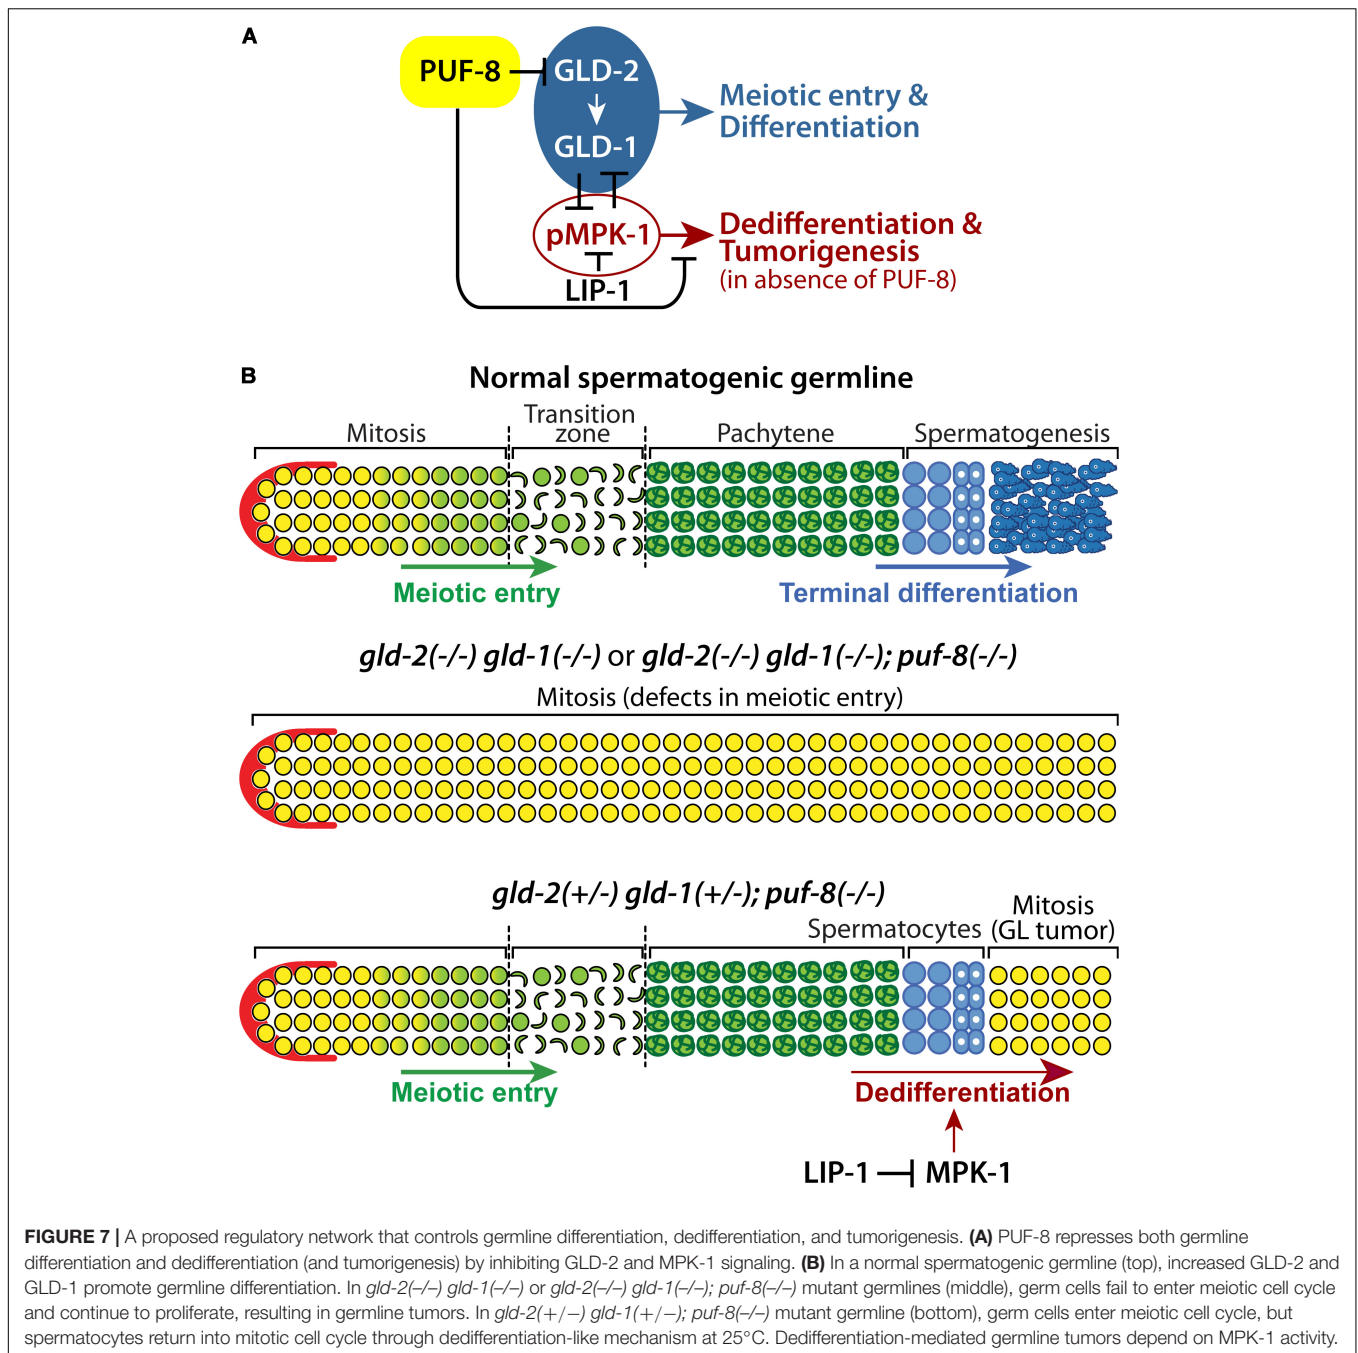 A
PUF-8
GLD-2
GLD-1
Meiotic entry &
Differentiation
pMPK-1
Dedifferentiation &
Tumorigenesis
(in absence of PUF-8)
LIP-1
B
Normal spermatogenic germline
Mitosis
Transition
zone
Pachytene
Spermatogenesis
Meiotic entry
Terminal differentiation
gld-2(-/-) gld-1(-/-) or gld-2(-/-) gld-1(-/-); puf-8(-/-)
Mitosis (defects in meiotic entry)
gld-2(+/-) gld-1(+/-); puf-8(-/-)
Spermatocytes
Mitosis
(GL tumor)
Meiotic entry
Dedifferentiation
LIP-1
MPK-1
FIGURE 7 | A proposed regulatory network that controls germline differentiation, dedifferentiation, and tumorigenesis. (A) PUF-8 represses both germline
differentiation and dedifferentiation (and tumorigenesis) by inhibiting GLD-2 and MPK-1 signaling. (B) In a normal spermatogenic germline (top), increased GLD-2 and
GLD-1 promote germline differentiation. In gld-2(–/–) gld-1(–/–) or gld-2(–/–) gld-1(–/–); puf-8(–/–) mutant germlines (middle), germ cells fail to enter meiotic cell cycle
and continue to proliferate, resulting in germline tumors. In gld-2(+/−) gld-1(+/−); puf-8(–/–) mutant germline (bottom), germ cells enter meiotic cell cycle, but
spermatocytes return into mitotic cell cycle through dedifferentiation-like mechanism at 25°C. Dedifferentiation-mediated germline tumors depend on MPK-1 activity.